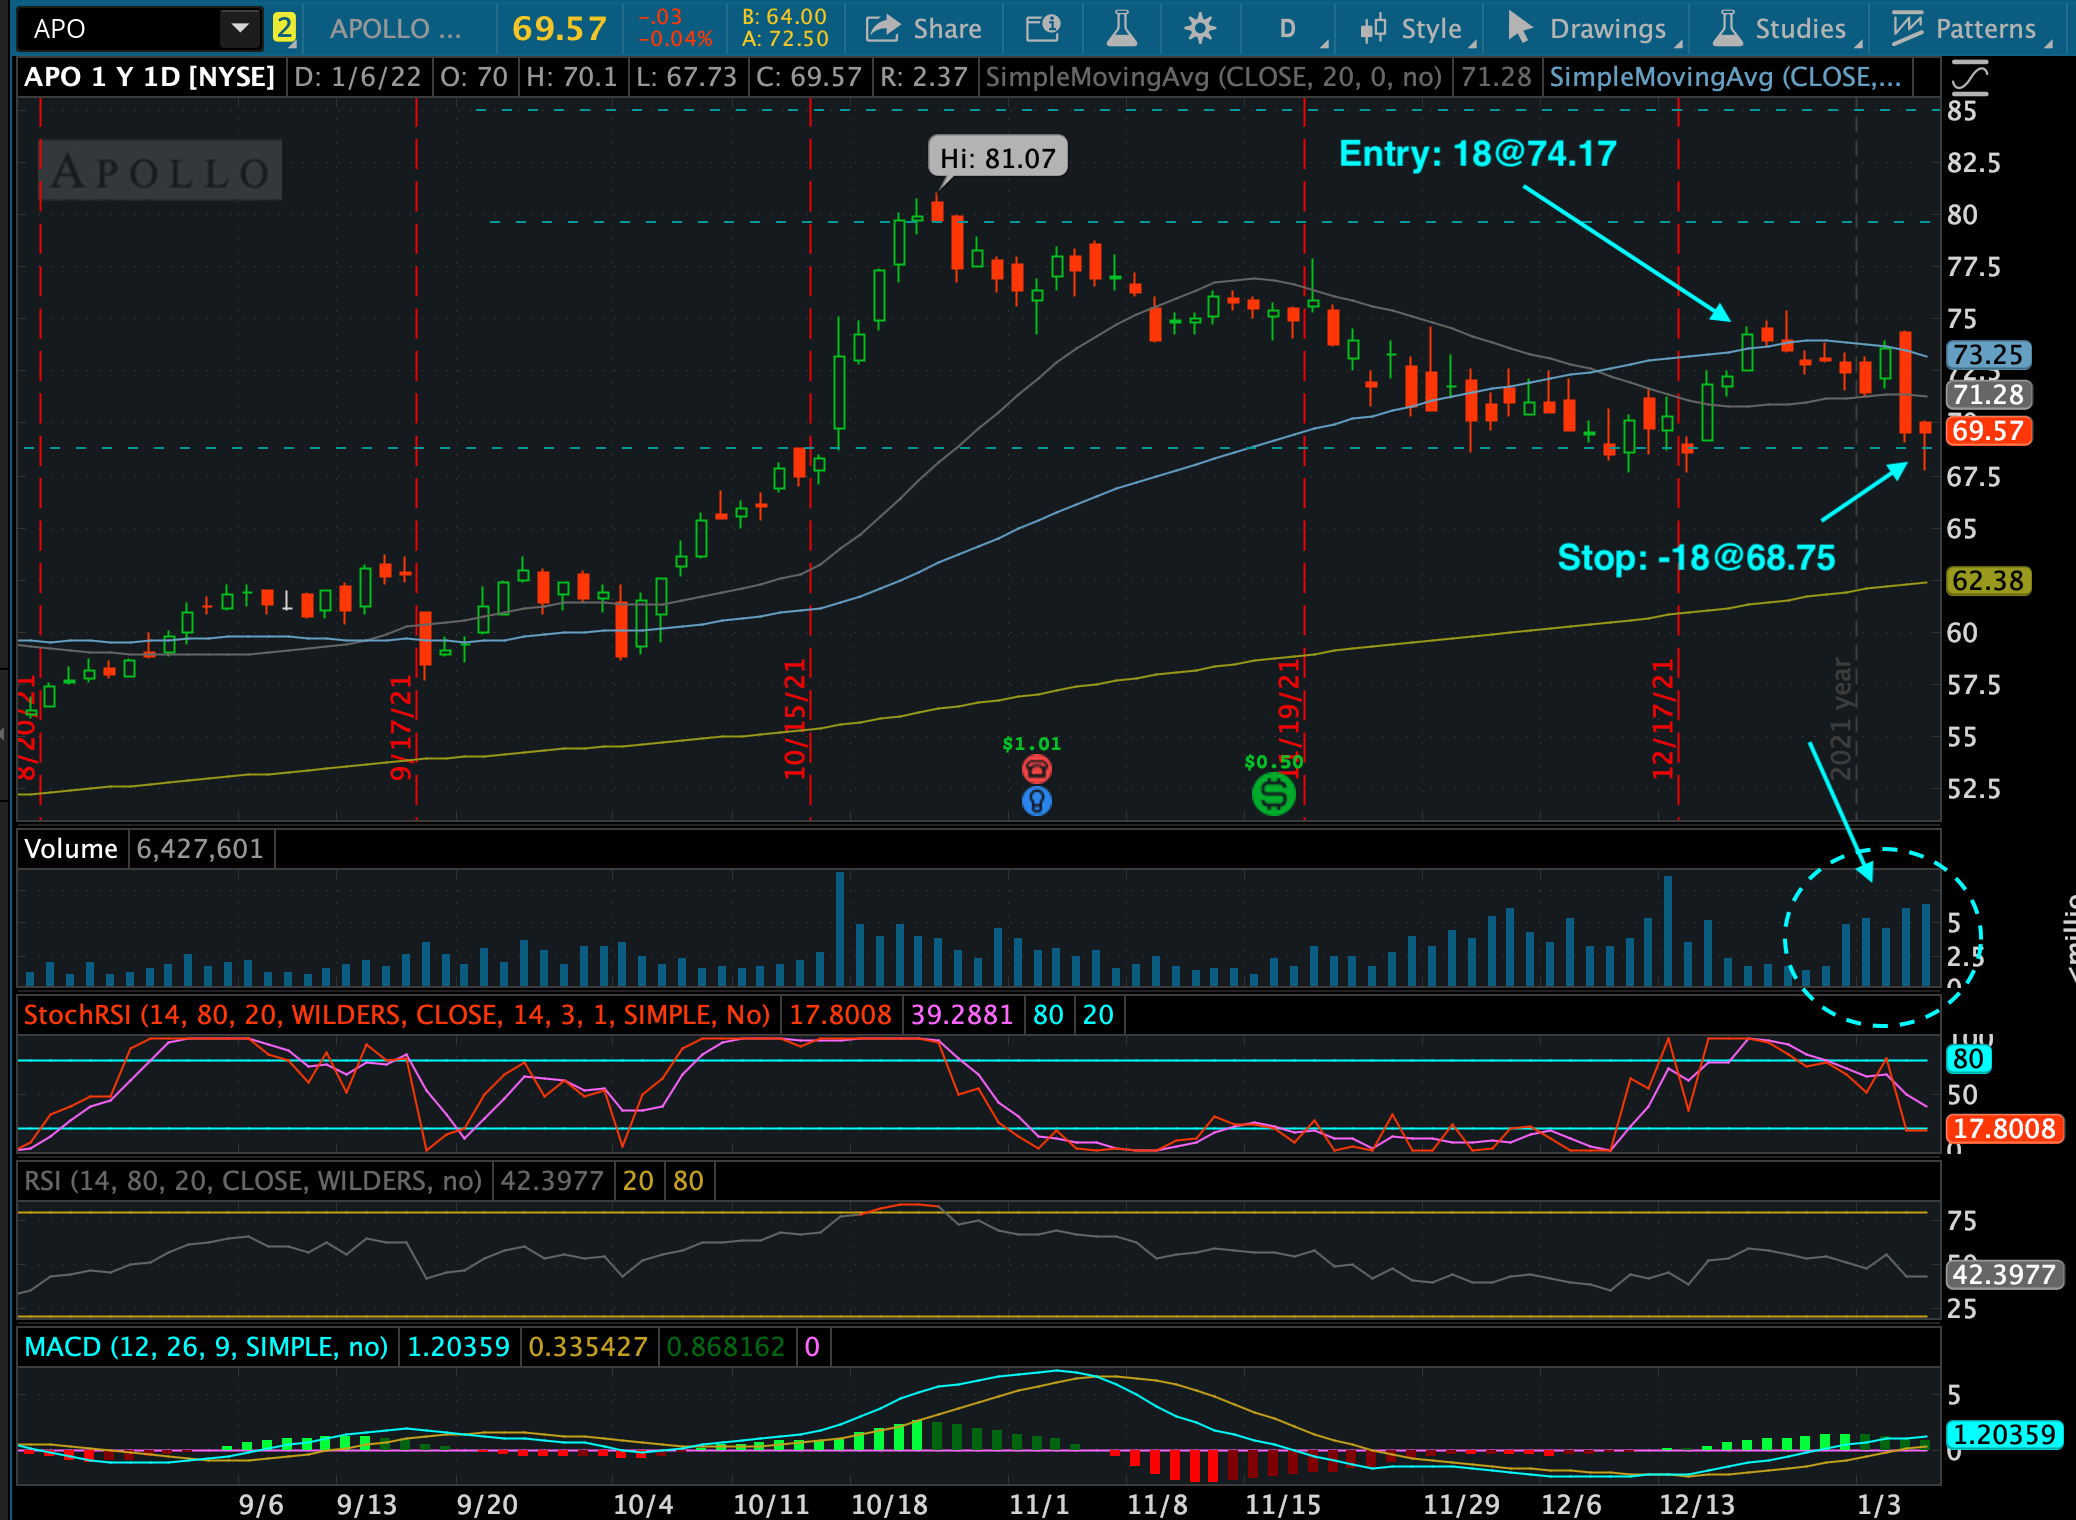 APO
2
APOLLO ...
69.57
-.03
-0.04%
B: 64.00
A: 72.50
Share
D
Style
Drawings
Studies
Patterns
APO 1 Y 1D [NYSE] D: 1/6/22 O: 70 H: 70.1 L: 67.73 C: 69.57 R: 2.37 SimpleMovingAvg (CLOSE, 20, 0, no) 71.28 SimpleMovingAvg (CLOSE,...
APOLLO
Hi: 81.07
Entry: 18@74.17
Stop: -18@68.75
85
82.5
80
77.5
75
73.25
72.5
71.28
69.57
67.5
65
62.38
60
57.5
55
52.5
8/20/21
9/17/21
10/15/21
11/19/21
12/17/21
2021 year
$1.01
$0.50
Volume 6,427,601
5
2.5
0
StochRSI (14, 80, 20, WILDERS, CLOSE, 14, 3, 1, SIMPLE, No) 17.8008 39.2881 80 20
100
80
50
17.8008
0
RSI (14, 80, 20, CLOSE, WILDERS, no) 42.3977 20 80
75
50
42.3977
25
MACD (12, 26, 9, SIMPLE, no) 1.20359 0.335427 0.868162 0
5
1.20359
0
9/6 9/13 9/20 10/4 10/11 10/18 11/1 11/8 11/15 11/29 12/6 12/13 1/3